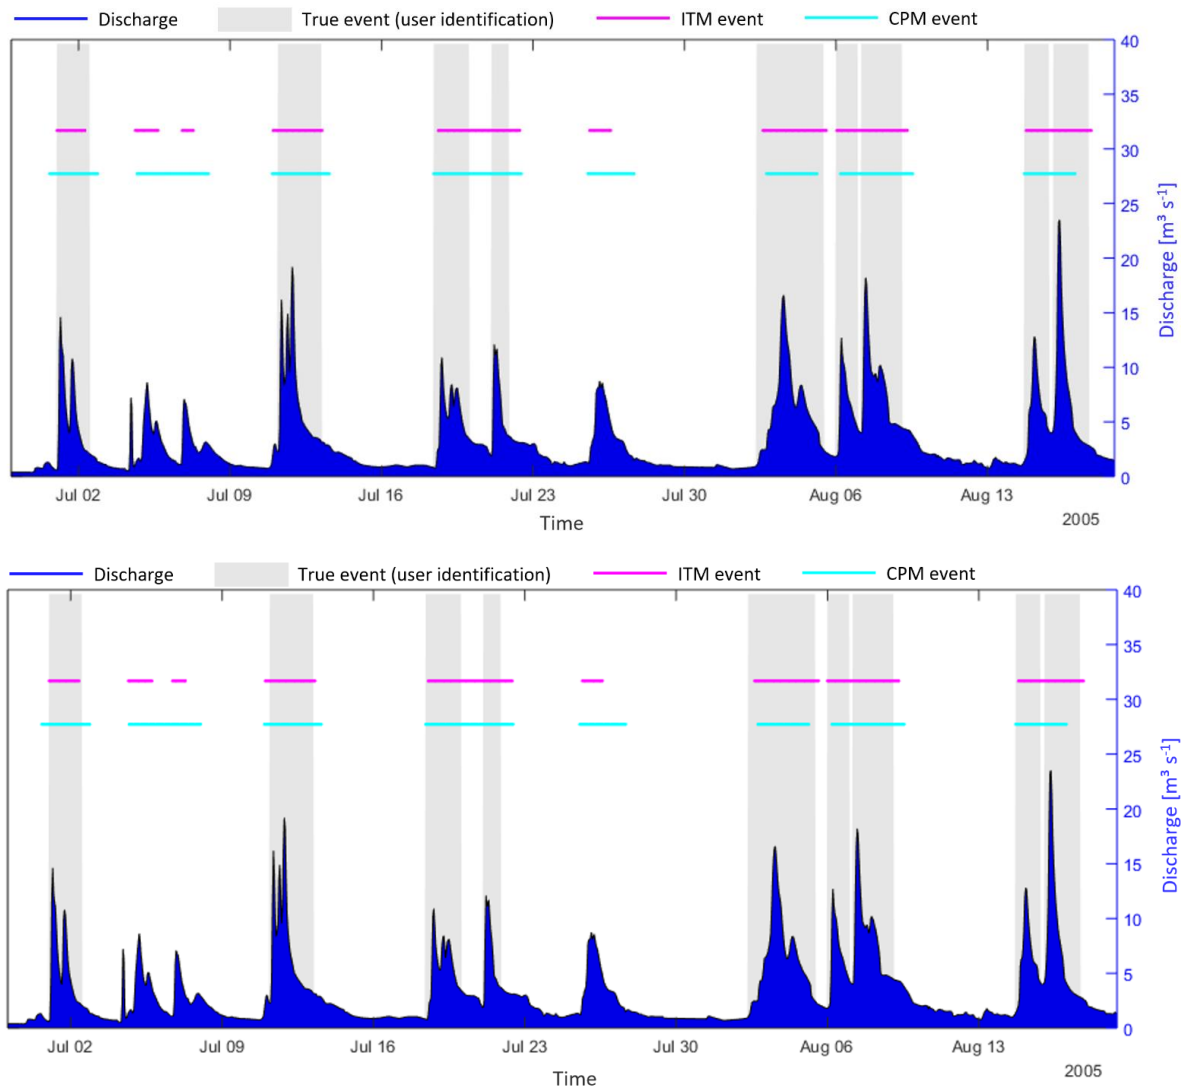 Discharge True event (user identification) ITM event CPM event
40
35
30
25
20
15
10
5
0
Discharge [m³ s⁻¹]
Jul 02 Jul 09 Jul 16 Jul 23 Jul 30 Aug 06 Aug 13
Time
2005
Discharge True event (user identification) ITM event CPM event
40
35
30
25
20
15
10
5
0
Discharge [m³ s⁻¹]
Jul 02 Jul 09 Jul 16 Jul 23 Jul 30 Aug 06 Aug 13
Time
2005